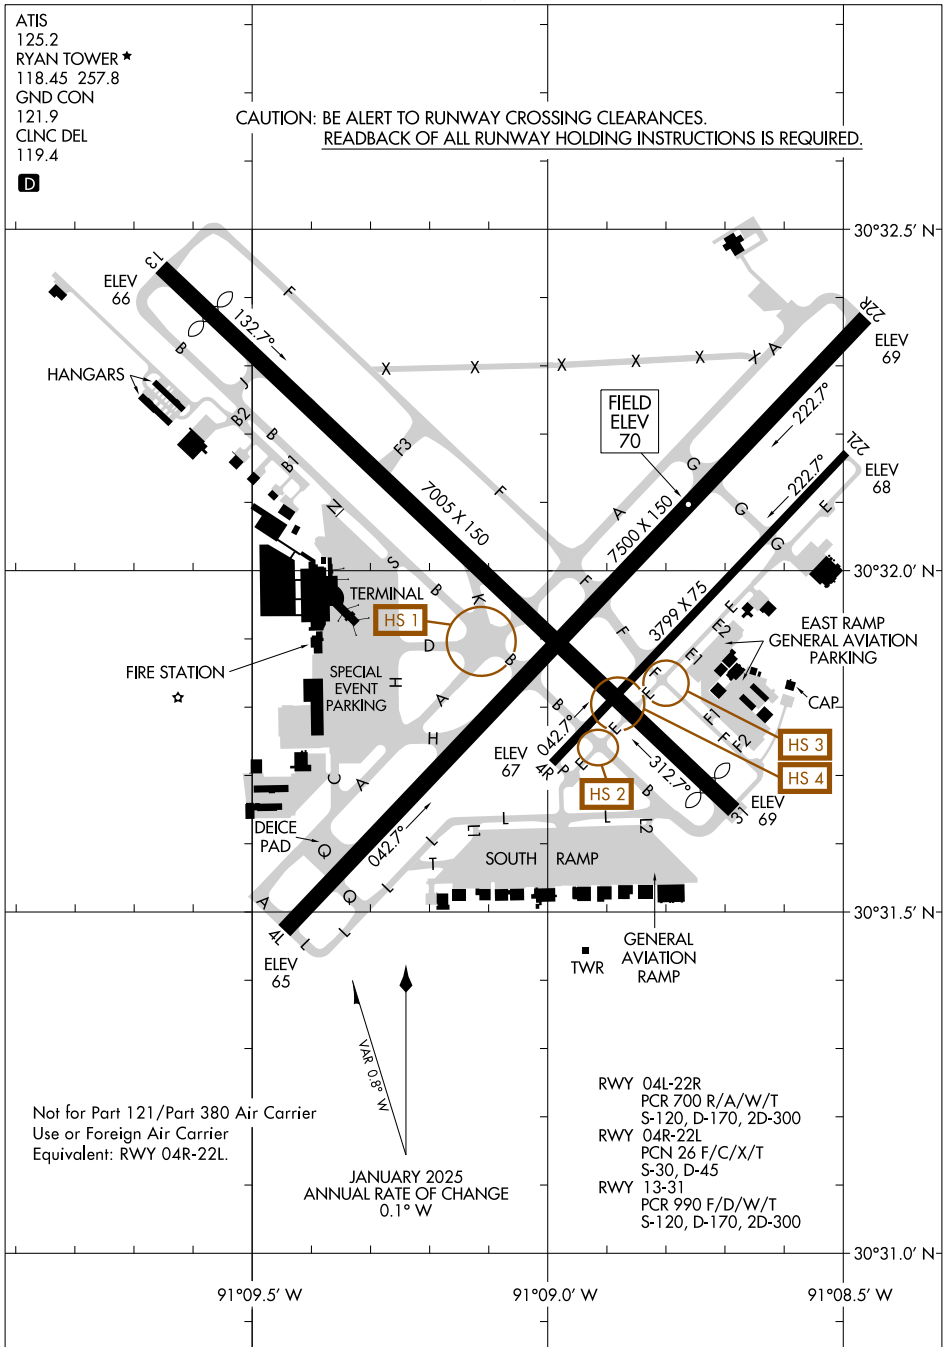 ATIS
125.2
RYAN TOWER ★
118.45 257.8
GND CON
121.9
CLNC DEL
119.4
D
CAUTION: BE ALERT TO RUNWAY CROSSING CLEARANCES.
READBACK OF ALL RUNWAY HOLDING INSTRUCTIONS IS REQUIRED.
30°32.5' N
13
ELEV
66
F
22R
132.7°
B
ELEV
69
X X X X X X A
J
HANGARS
FIELD
ELEV
70
222.7°
B2
B
F3
22L
B1
G
222.7°
ELEV
68
F
7005 X 150
N1
A
7500 X 150
G
E
G
S
30°32.0' N
F
B
K
TERMINAL
3799 X 75
E
HS 1
E2
EAST RAMP
GENERAL AVIATION
PARKING
F
D
B
E1
FIRE STATION
SPECIAL
EVENT
PARKING
H
F
E
A
B
F1
CAP
H
042.7°
E
F
F2
HS 3
ELEV
67
4R
P
E
312.7°
HS 4
C
A
HS 2
B
31
ELEV
69
DEICE
PAD
042.7°
L
L1
L
L
L2
Q
T
SOUTH RAMP
L
A
Q
4L
L
L
30°31.5' N
ELEV
65
TWR
GENERAL
AVIATION
RAMP
VAR 0.8° W
RWY 04L-22R
PCR 700 R/A/W/T
S-120, D-170, 2D-300
RWY 04R-22L
PCN 26 F/C/X/T
S-30, D-45
RWY 13-31
PCR 990 F/D/W/T
S-120, D-170, 2D-300
Not for Part 121/Part 380 Air Carrier
Use or Foreign Air Carrier
Equivalent: RWY 04R-22L.
JANUARY 2025
ANNUAL RATE OF CHANGE
0.1° W
30°31.0' N
91°09.5' W
91°09.0' W
91°08.5' W